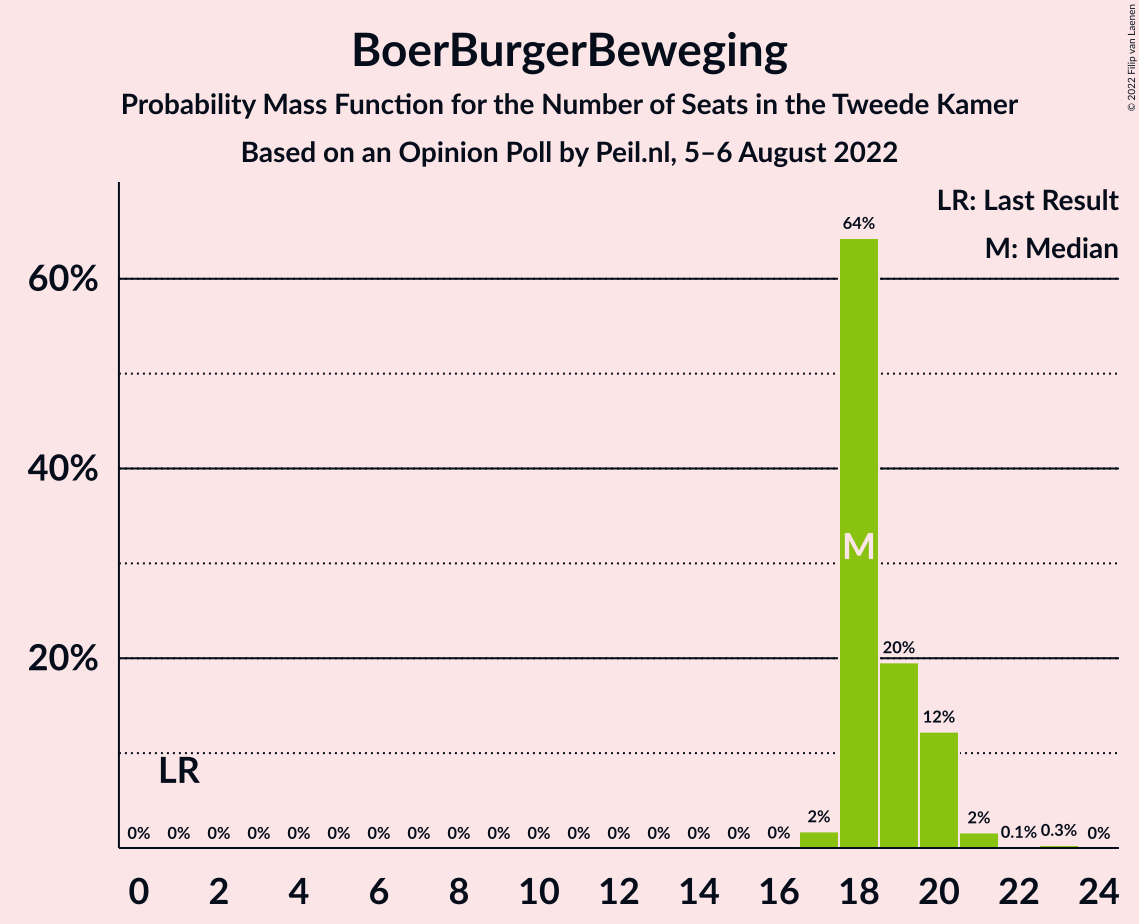 BoerBurgerBeweging
Probability Mass Function for the Number of Seats in the Tweede Kamer
Based on an Opinion Poll by Peil.nl, 5–6 August 2022
© 2022 Filip van Laenen
LR: Last Result
M: Median
64%
60%
40%
M
20%
20%
12%
LR
0% 0% 0% 0% 0% 0% 0% 0% 0% 0% 0% 0% 0% 0% 0% 0% 0% 2% 2% 0.1% 0.3% 0%
0 2 4 6 8 10 12 14 16 18 20 22 24